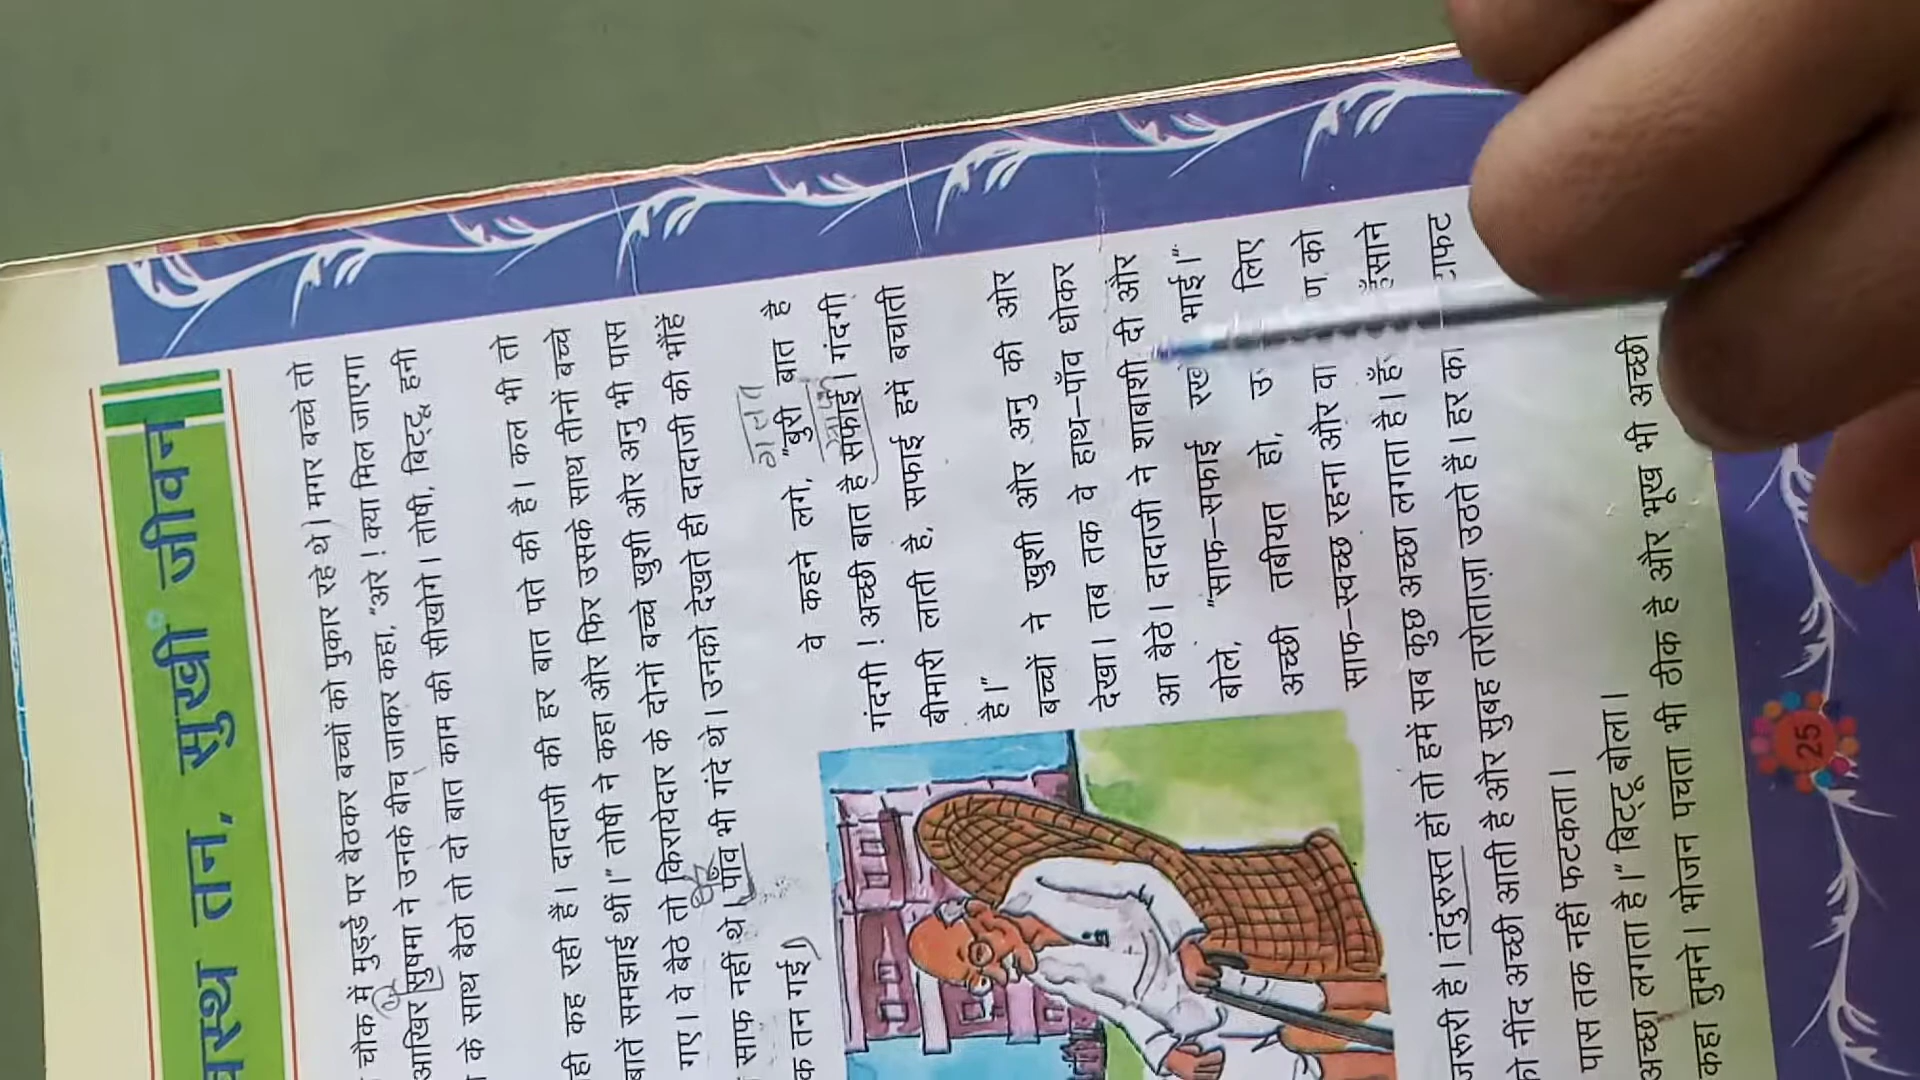 स्वस्थ तन, सुखी जीवन
चौक में मुड्ढे पर बैठकर बच्चों को पुकार रहे थे। मगर बच्चे तो
आखिर सुषमा ने उनके बीच जाकर कहा, "अरे ! क्या मिल जाएगा
के साथ बैठो तो दो बात काम की सीखोगे। तोषी, बिट्टू, हनी
ही कह रही हैं। दादाजी की हर बात पते की है। कल भी तो
बातें समझाई थीं।" तोषी ने कहा और फिर उसके साथ तीनों बच्चे
गए। वे बैठे तो किरायेदार के दोनों बच्चे खुशी और अनु भी पास
साफ नहीं थे। पाँव भी गंदे थे। उनको देखते ही दादाजी की भौंहें
क तन गईं।
गलत
वे कहने लगे, "बुरी बात है
गंदगी ! अच्छी बात है सफाई। गंदगी
बीमारी लाती है, सफाई हमें बचाती
है।"
बच्चों ने खुशी और अनु की ओर
देखा। तब तक वे हाथ-पाँव धोकर
आ बैठे। दादाजी ने शाबाशी दी और
बोले, "साफ-सफाई रखो भाई।"
अच्छी तबीयत हो, लिए
साफ-स्वच्छ रहना और को
जरूरी है। तंदुरुस्त हों तो हमें सब कुछ अच्छा लगता है।
को नींद अच्छी आती है और सुबह तरोताज़ा उठते हैं। हर
पास तक नहीं फटकता।
अच्छा लगता है।" बिट्टू बोला।
कहा तुमने। भोजन पचता भी ठीक है और भूख भी अच्छी
25